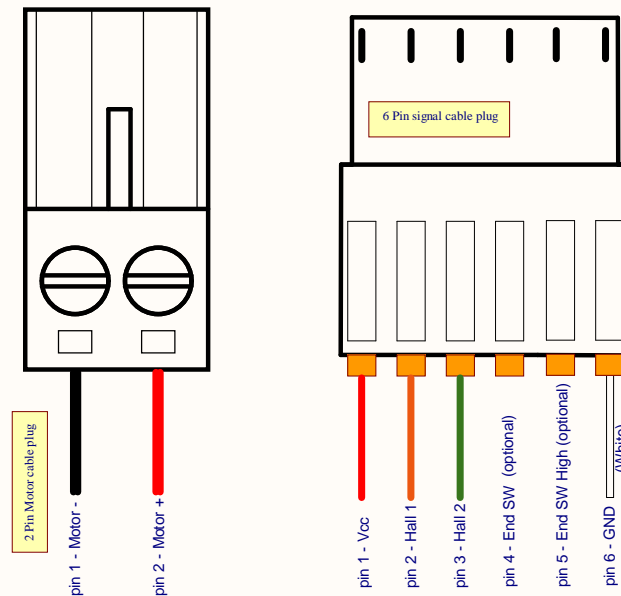 6 Pin signal cable plug
2 Pin Motor cable plug
pin 1 - Motor -
pin 2 - Motor +
pin 1 - Vcc
pin 2 - Hall 1
pin 3 - Hall 2
pin 4 - End SW (optional)
pin 5 - End SW High (optional)
pin 6 - GND
(White)